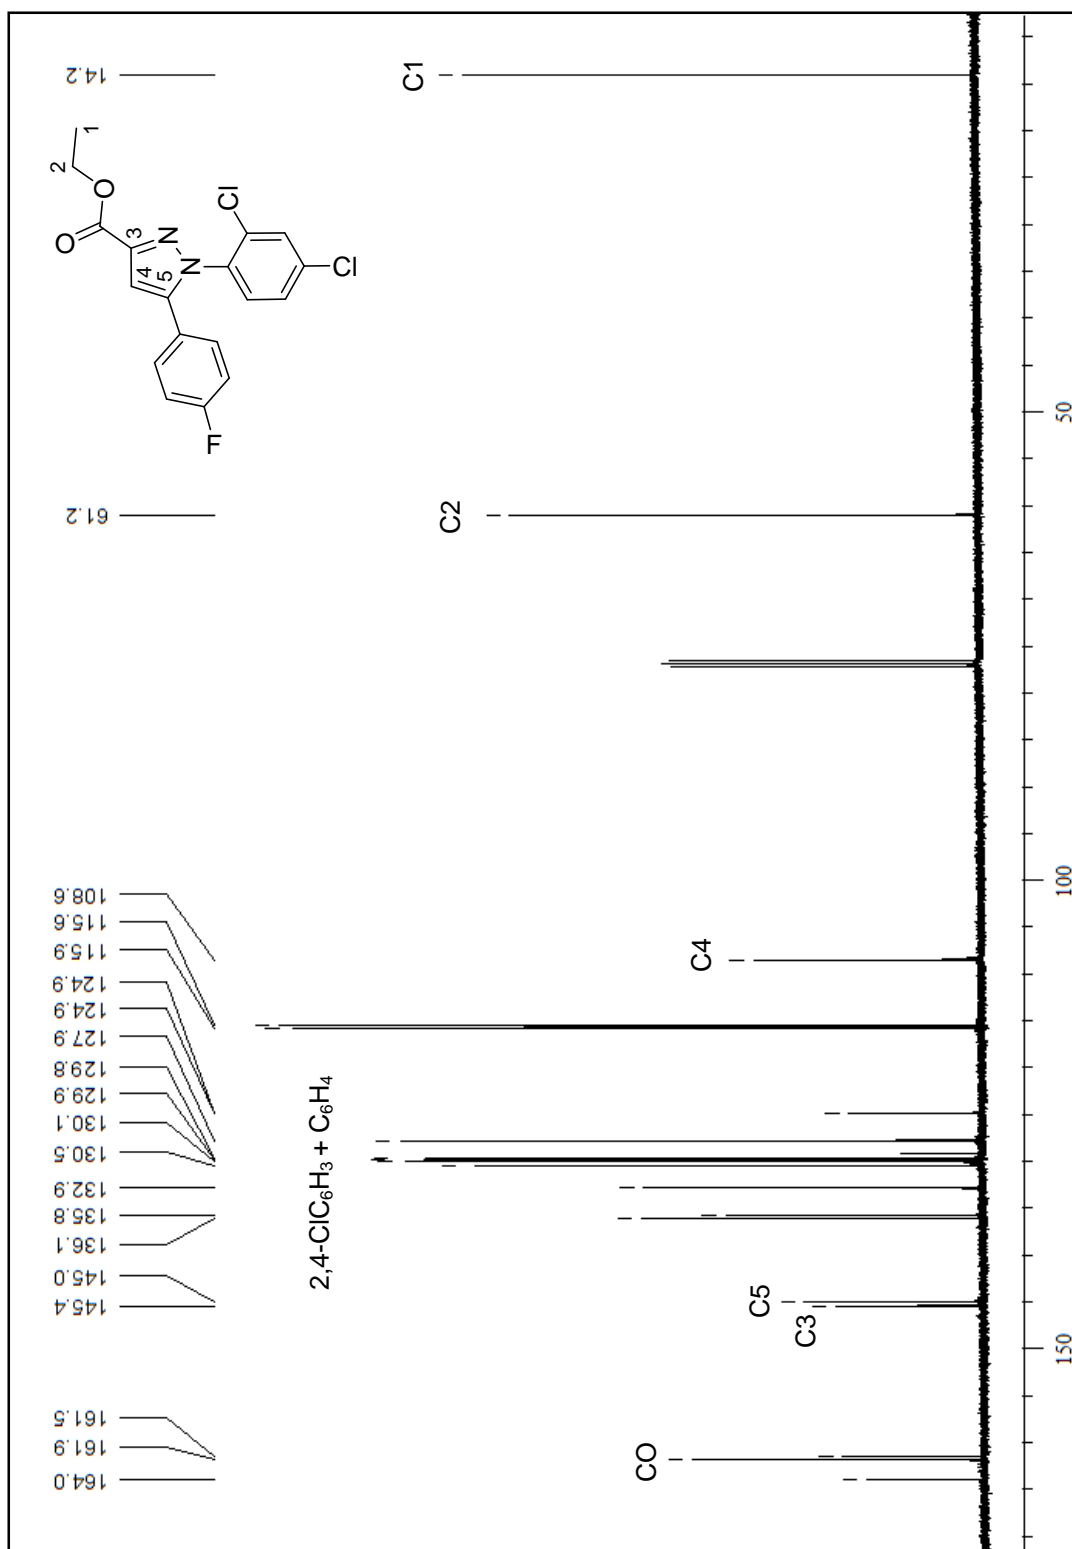 14.2
61.2
108.6
115.6
115.9
124.9
124.9
127.9
129.8
129.9
130.1
130.5
132.9
135.8
136.1
145.0
145.4
161.5
161.9
164.0
1
2
O
O
3
4
5
N
N
Cl
Cl
F
C1
C2
C4
2,4-ClC₆H₃ + C₆H₄
C5
C3
CO
50
100
150